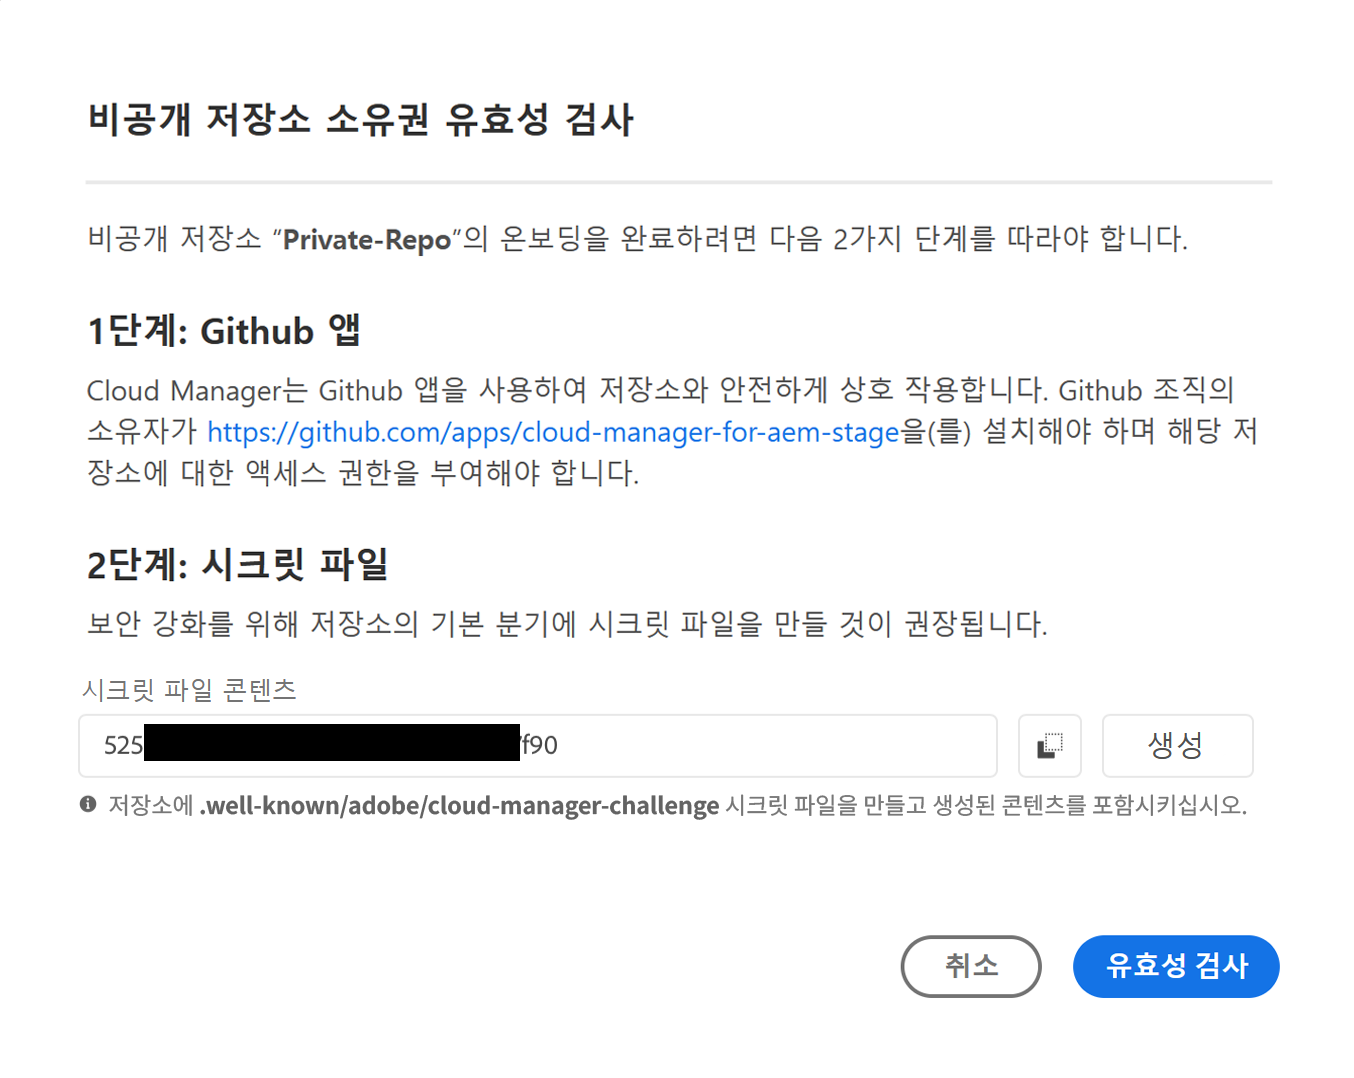 비공개 저장소 소유권 유효성 검사
비공개 저장소 “Private-Repo”의 온보딩을 완료하려면 다음 2가지 단계를 따라야 합니다.
1단계: Github 앱
Cloud Manager는 Github 앱을 사용하여 저장소와 안전하게 상호 작용합니다. Github 조직의
소유자가 https://github.com/apps/cloud-manager-for-aem-stage을(를) 설치해야 하며 해당 저
장소에 대한 액세스 권한을 부여해야 합니다.
2단계: 시크릿 파일
보안 강화를 위해 저장소의 기본 분기에 시크릿 파일을 만들 것이 권장됩니다.
시크릿 파일 콘텐츠
525 f90
생성
저장소에 .well-known/adobe/cloud-manager-challenge 시크릿 파일을 만들고 생성된 콘텐츠를 포함시키십시오.
취소
유효성 검사